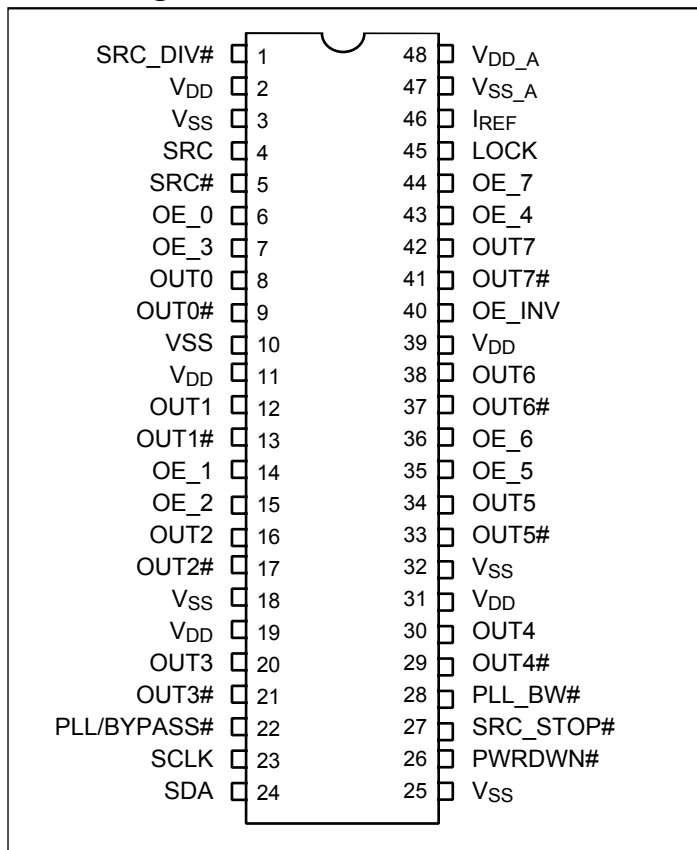 SRC_DIV# 1 48 VDD_A
VDD 2 47 VSS_A
VSS 3 46 IREF
SRC 4 45 LOCK
SRC# 5 44 OE_7
OE_0 6 43 OE_4
OE_3 7 42 OUT7
OUT0 8 41 OUT7#
OUT0# 9 40 OE_INV
VSS 10 39 VDD
VDD 11 38 OUT6
OUT1 12 37 OUT6#
OUT1# 13 36 OE_6
OE_1 14 35 OE_5
OE_2 15 34 OUT5
OUT2 16 33 OUT5#
OUT2# 17 32 VSS
VSS 18 31 VDD
VDD 19 30 OUT4
OUT3 20 29 OUT4#
OUT3# 21 28 PLL_BW#
PLL/BYPASS# 22 27 SRC_STOP#
SCLK 23 26 PWRDWN#
SDA 24 25 VSS